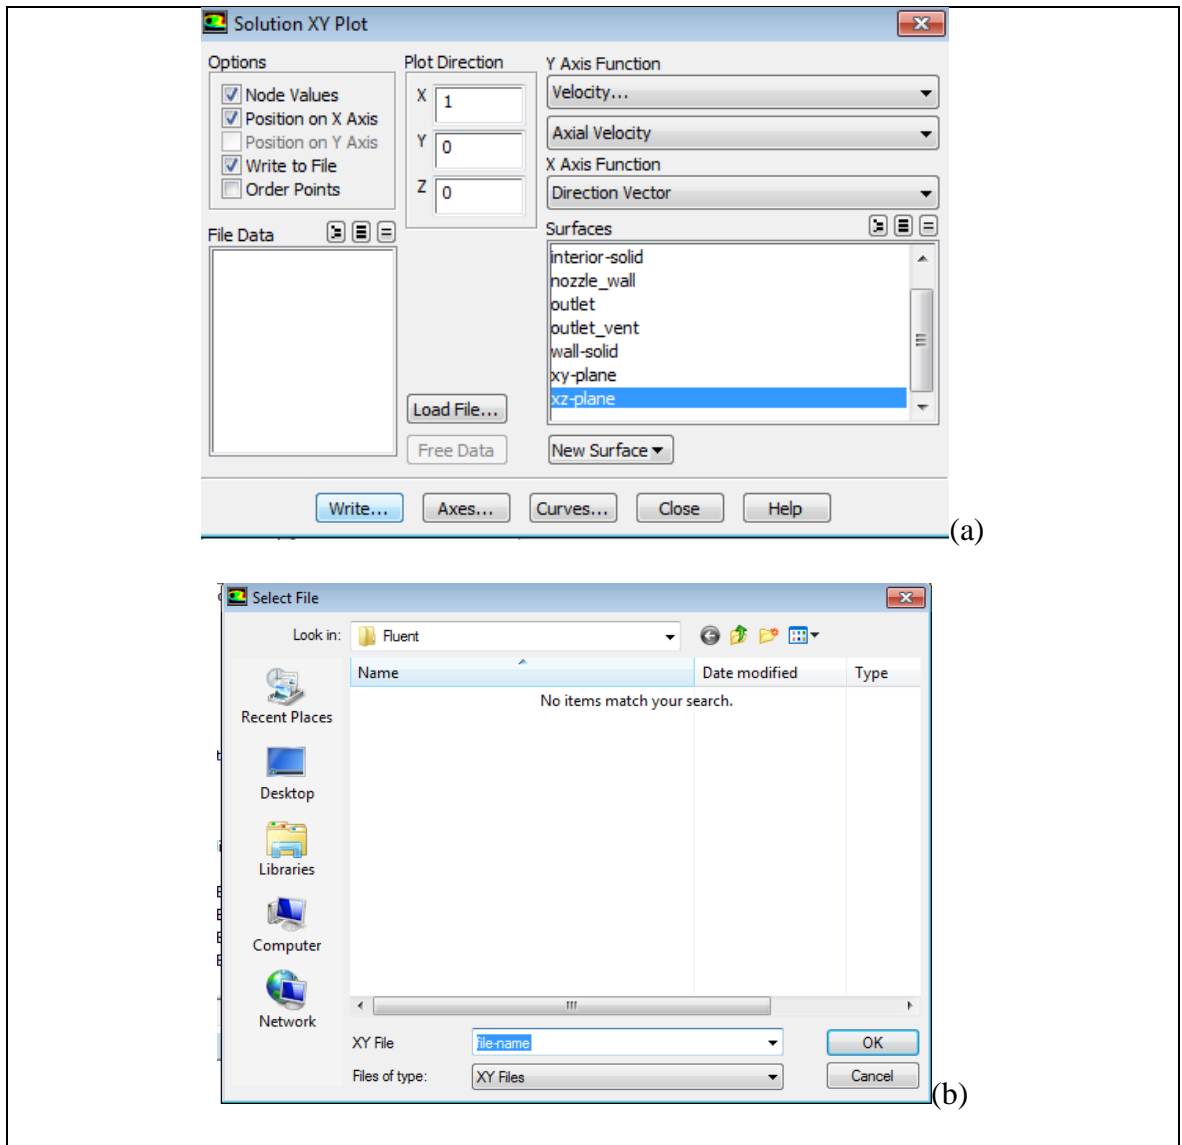 Solution XY Plot
Options
Node Values
Position on X Axis
Position on Y Axis
Write to File
Order Points
Plot Direction
X 1
Y 0
Z 0
Y Axis Function
Velocity...
Axial Velocity
X Axis Function
Direction Vector
File Data
Surfaces
interior-solid
nozzle_wall
outlet
outlet_vent
wall-solid
xy-plane
xz-plane
Load File...
Free Data
New Surface
Write...
Axes...
Curves...
Close
Help
(a)
Select File
Look in:
Fluent
Name
Date modified
Type
No items match your search.
Recent Places
Desktop
Libraries
Computer
Network
XY File
file-name
OK
Files of type:
XY Files
Cancel
(b)